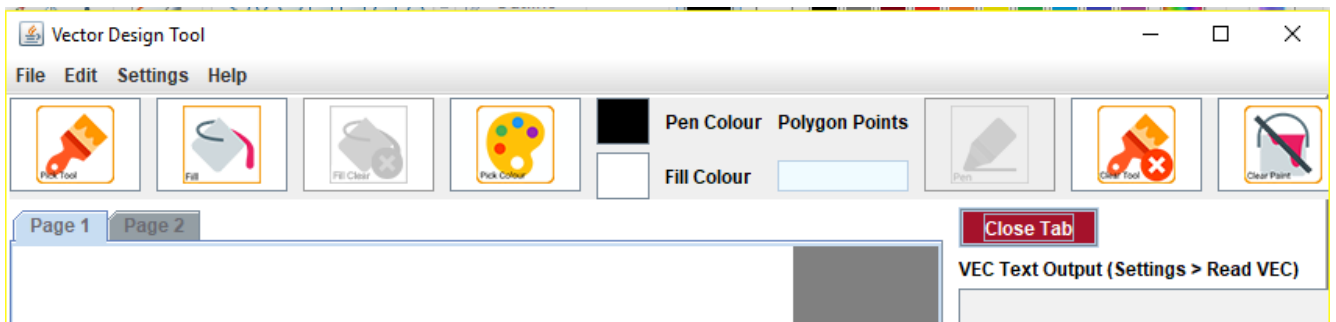 Vector Design Tool
File Edit Settings Help
Pick Tool
Fill
Fill Clear
Pick Colour
Pen Colour Polygon Points
Fill Colour
Pen
Clear Tool
Clear Paint
Page 1 Page 2
Close Tab
VEC Text Output (Settings > Read VEC)